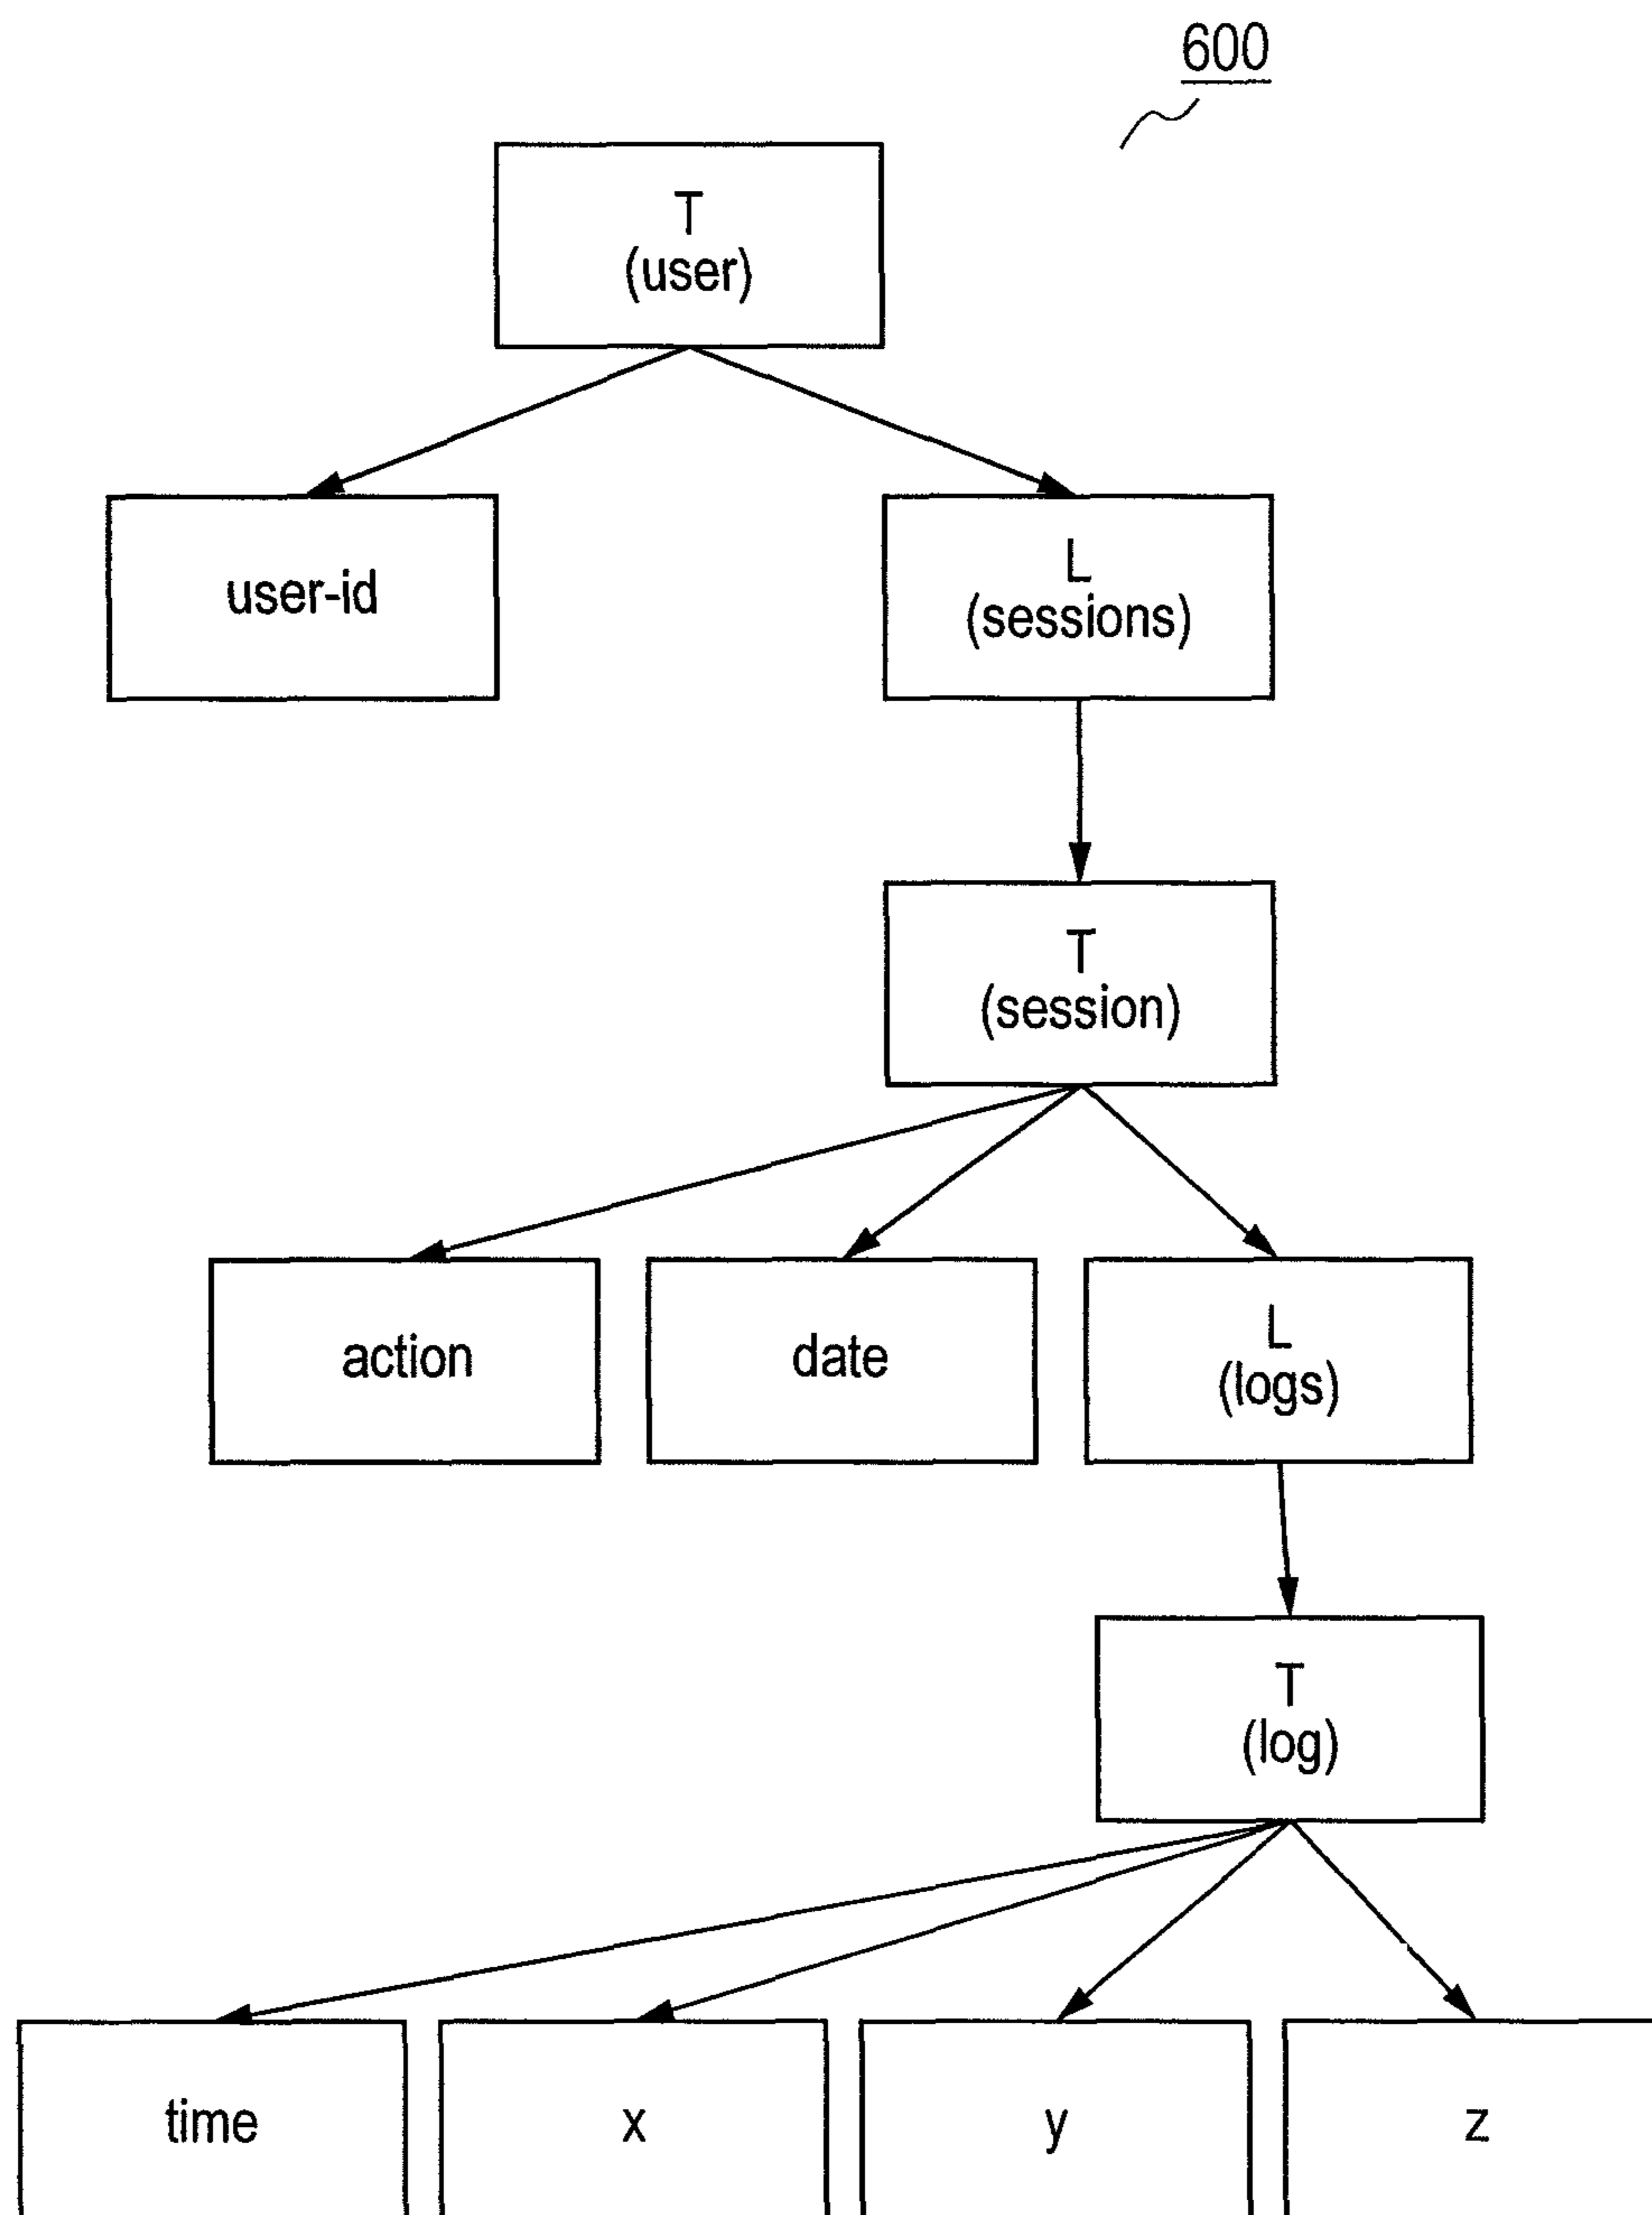 600
T
(user)
user-id
L
(sessions)
T
(session)
action
date
L
(logs)
T
(log)
time
x
y
z